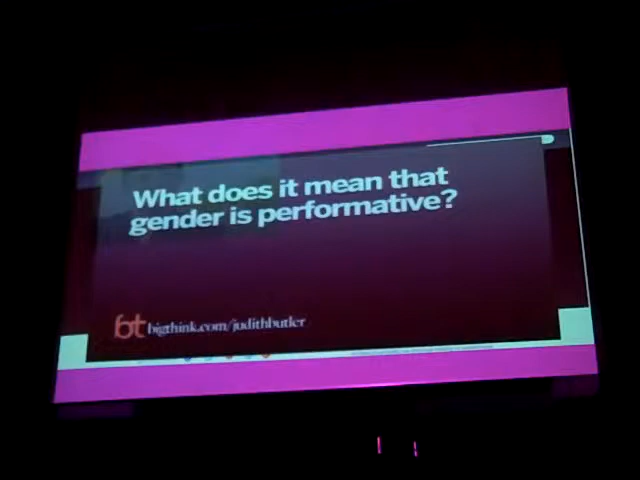 What does it mean that
gender is performative?
bt bigthink.com/judithbutler